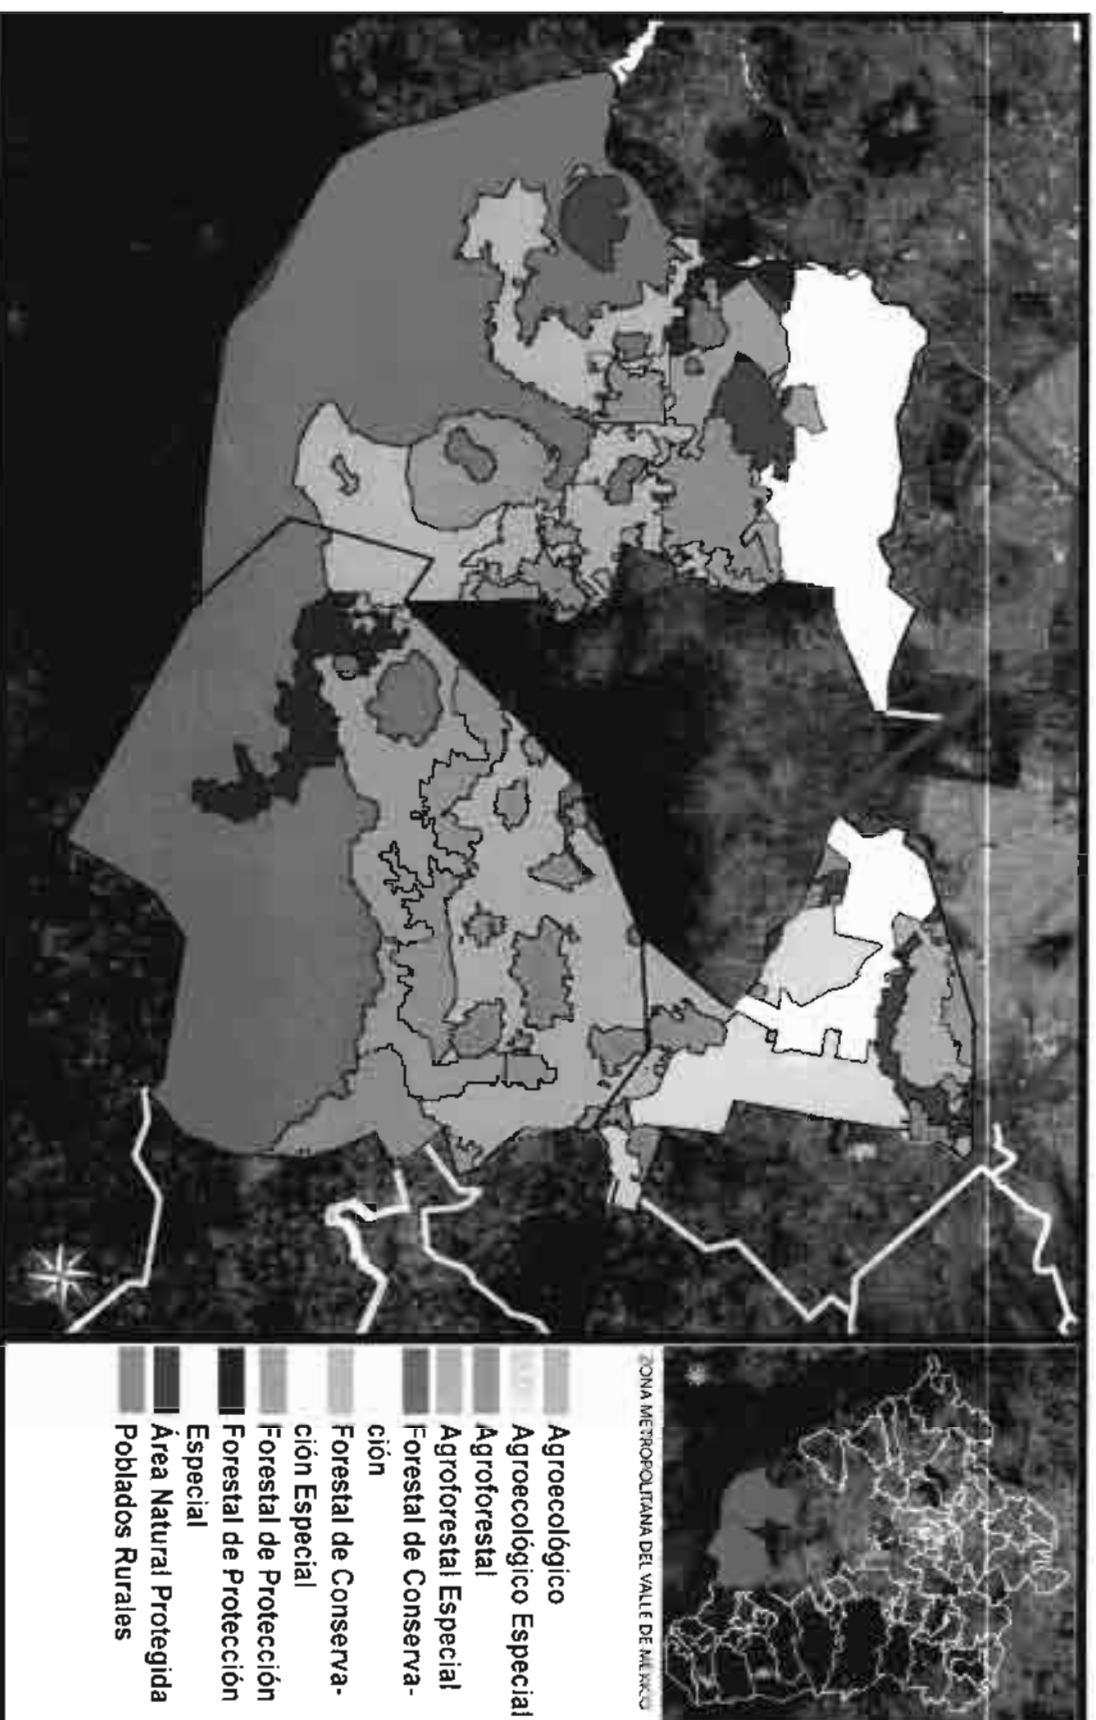 ZONA METROPOLITANA DEL VALLE DE MÉXICO
Agroecológico
Agroecológico Especial
Agroforestal
Agroforestal Especial
Forestal de Conserva-
ción
Forestal de Conserva-
ción Especial
Forestal de Protección
Forestal de Protección
Especial
Área Natural Protegida
Poblados Rurales